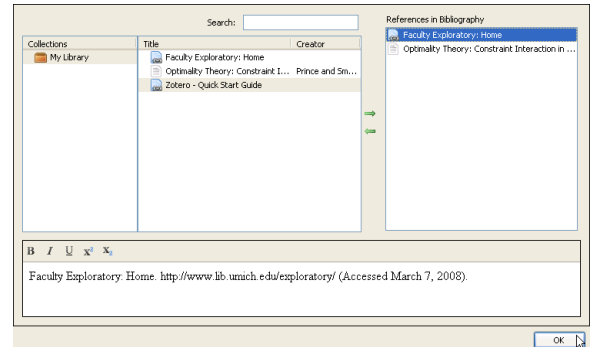 Search:
References in Bibliography
Collections
Title Creator
My Library
Faculty Exploratory: Home
Optimality Theory: Constraint I... Prince and Sm...
Zotero - Quick Start Guide
Faculty Exploratory: Home
Optimality Theory: Constraint Interaction in ...
B I U x² x₂
Faculty Exploratory: Home. http://www.lib.umich.edu/exploratory/ (Accessed March 7, 2008).
OK